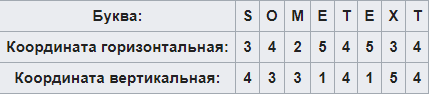 Буква: S O M E T E X T
Координата горизонтальная: 3 4 2 5 4 5 3 4
Координата вертикальная: 4 3 3 1 4 1 5 4